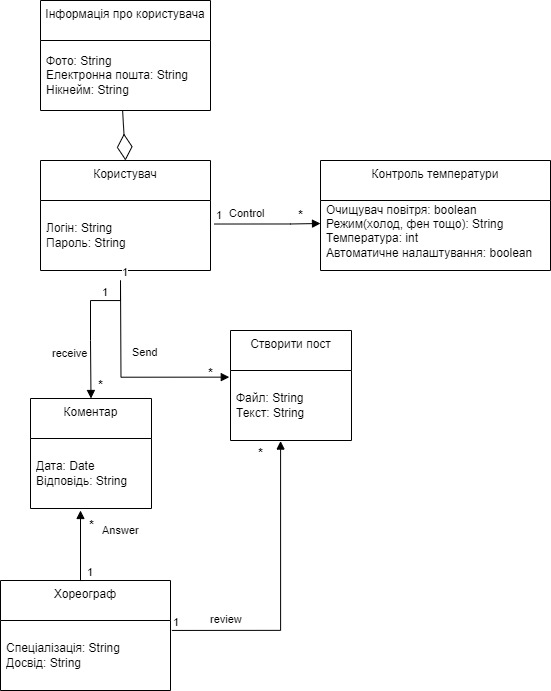 Інформація про користувача
Фото: String
Електронна пошта: String
Нікнейм: String
Користувач
Логін: String
Пароль: String
1
Control
*
Контроль температури
Очищувач повітря: boolean
Режим(холод, фен тощо): String
Температура: int
Автоматичне налаштування: boolean
1
1
receive
*
Send
*
Створити пост
Файл: String
Текст: String
*
Коментар
Дата: Date
Відповідь: String
*
Answer
1
Хореограф
Спеціалізація: String
Досвід: String
1
review